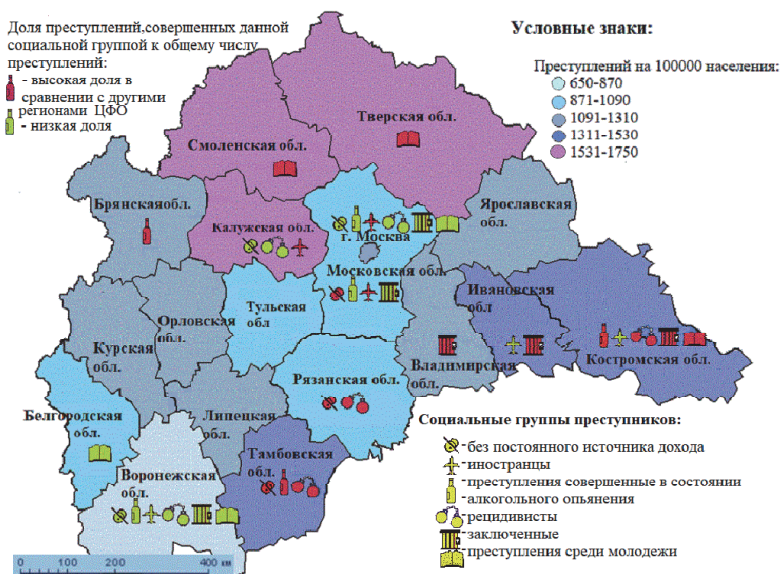 Доля преступлений,совершенных данной
социальной группой к общему числу
преступлений:
- высокая доля в
сравнении с другими
регионами ЦФО
- низкая доля
Условные знаки:
Преступлений на 100000 населения:
650-870
871-1090
1091-1310
1311-1530
1531-1750
Тверская обл.
Смоленская обл.
Ярославская
обл.
Брянскаяобл.
Калужская обл.
г. Москва
Московская обл.
Ивановская
обл
Тульская
обл
Орловская
обл.
Курская
обл.
Костромская обл.
Владимирская
обл.
Рязанская обл.
Белгородская
обл.
Липецкая
обл.
Тамбовская
обл.
Воронежская
обл.
Социальные группы преступников:
-без постоянного источника дохода
-иностранцы
-преступления совершенные в состоянии
алкогольного опьянения
-рецидивисты
-заключенные
-преступления среди молодежи
0 100 200 400 км